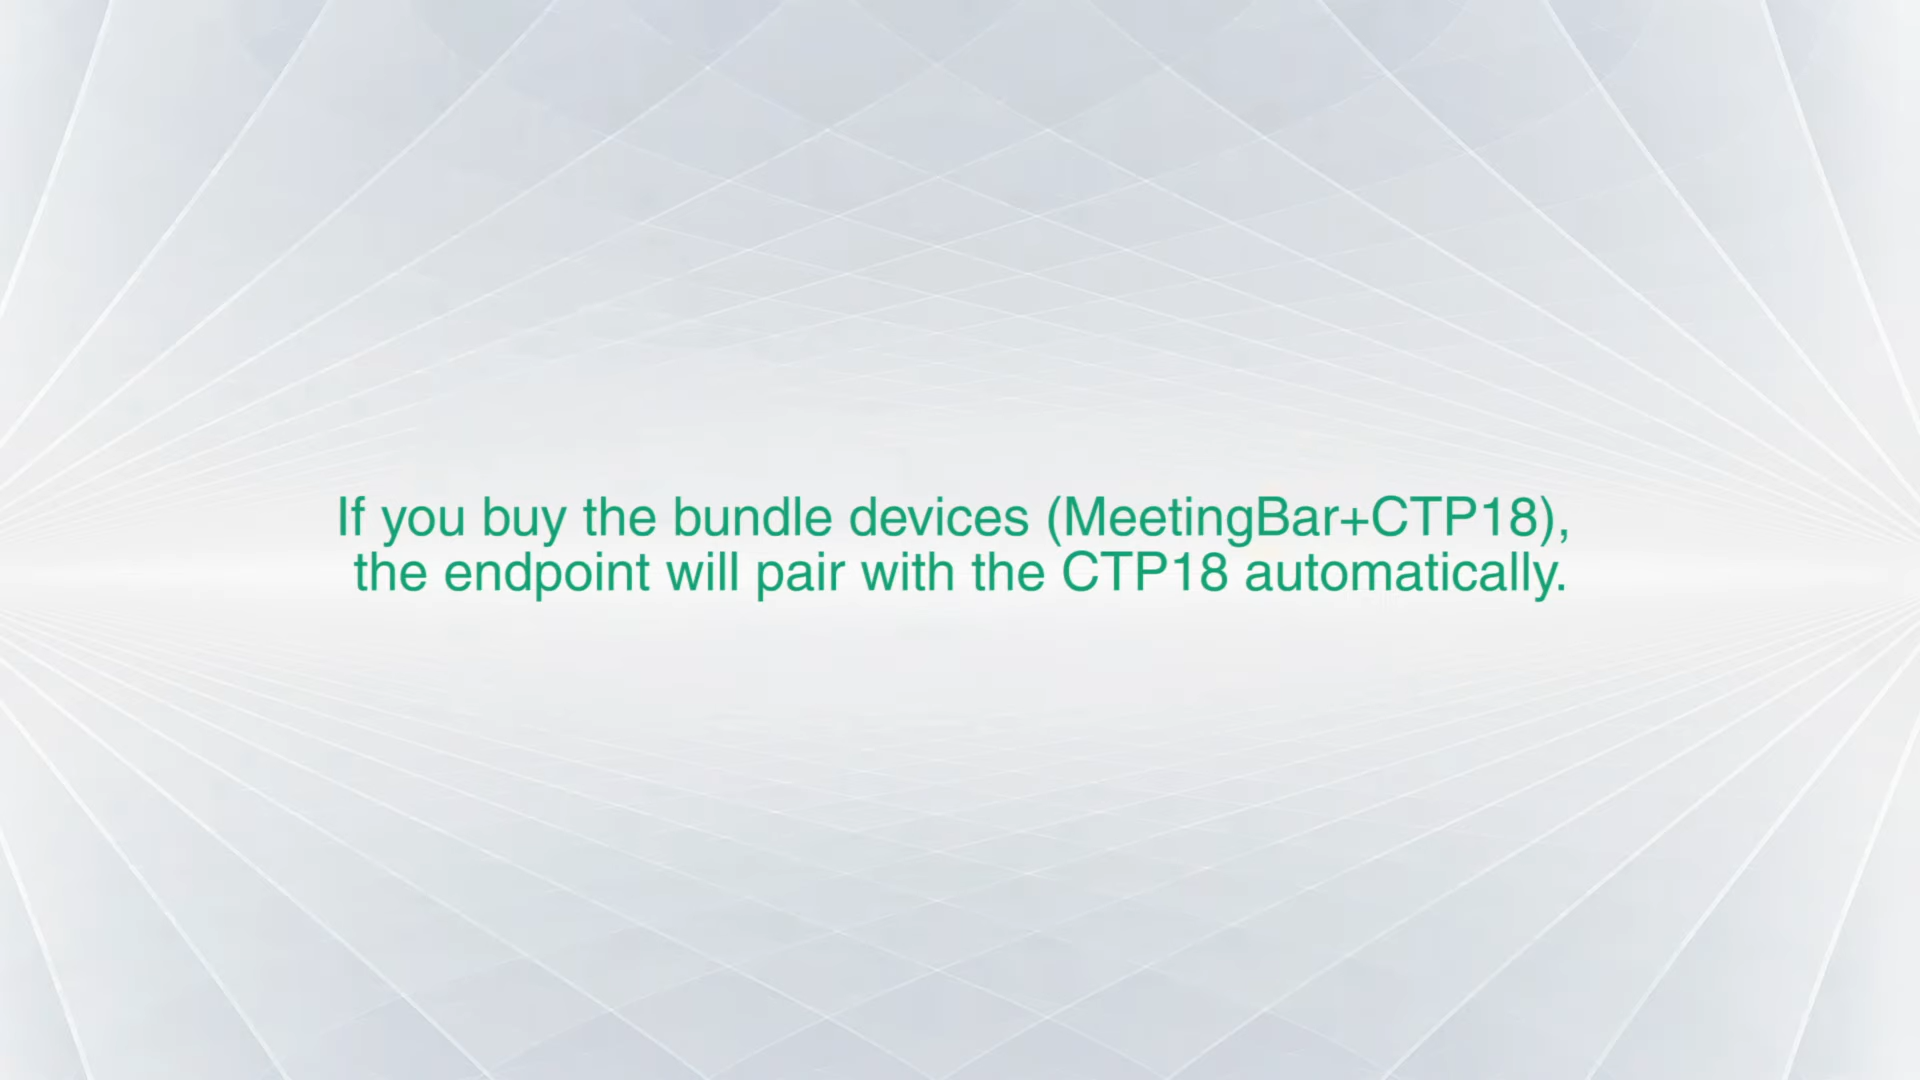 If you buy the bundle devices (MeetingBar+CTP18),
the endpoint will pair with the CTP18 automatically.